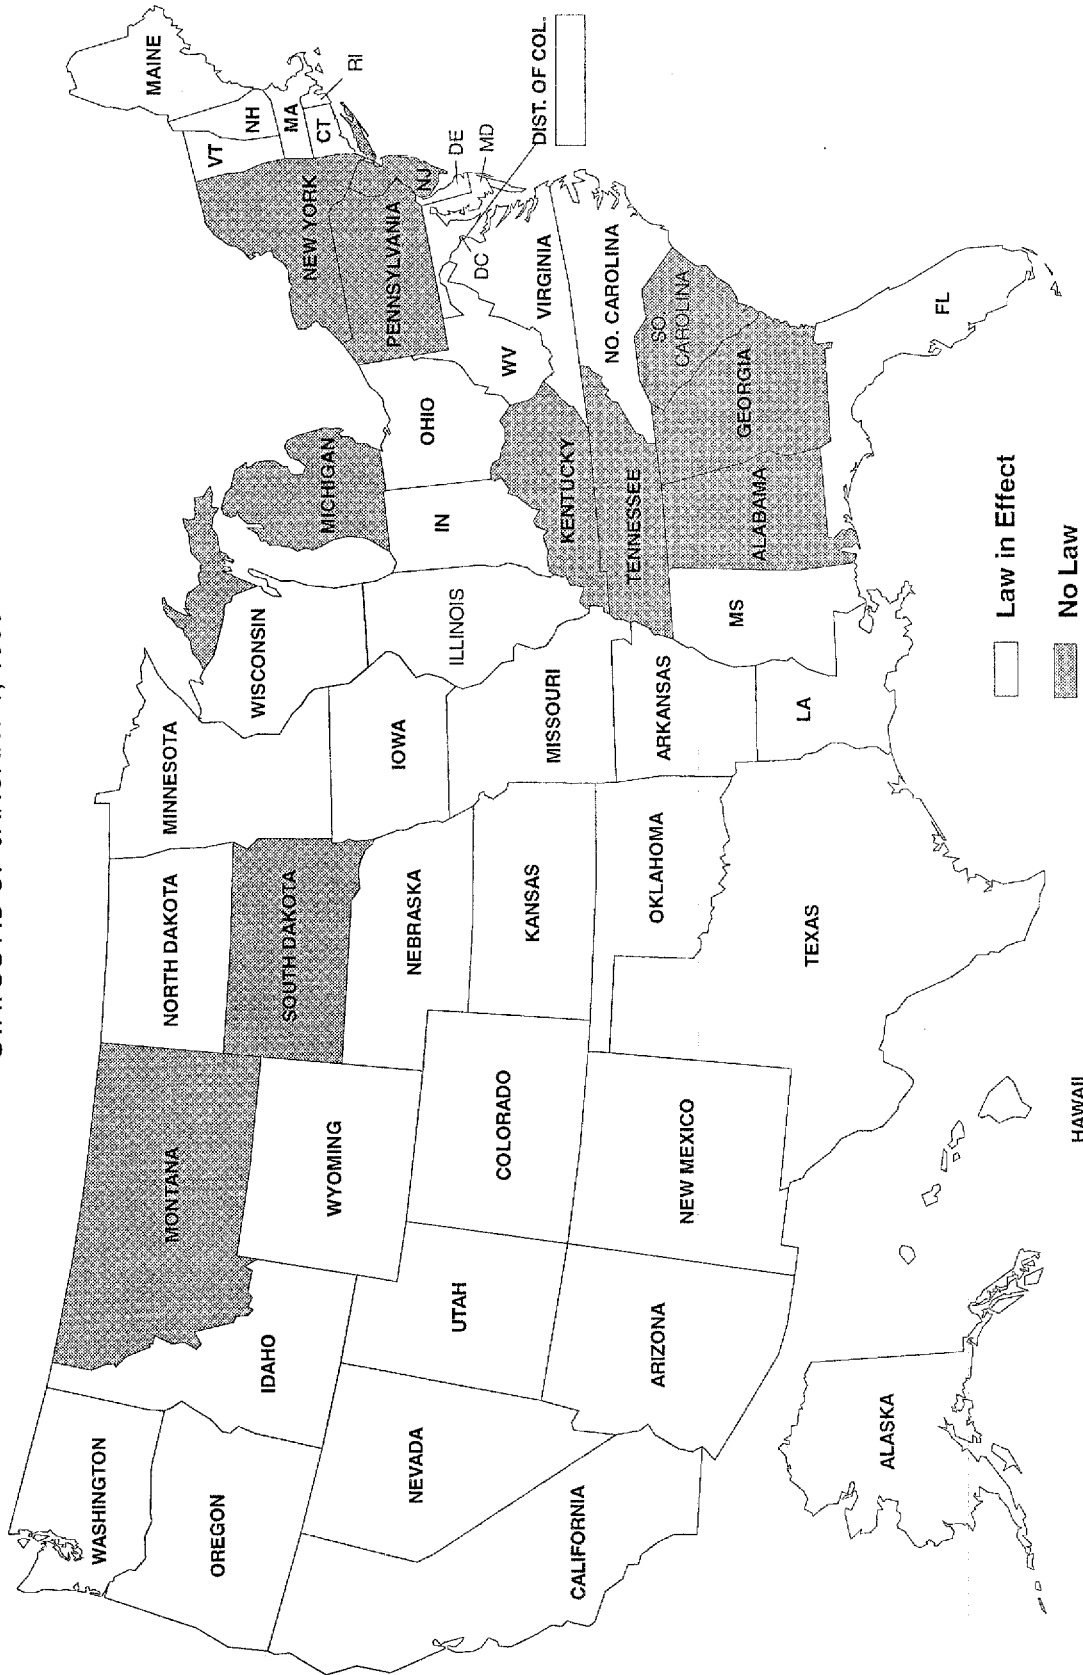 WASHINGTON
OREGON
CALIFORNIA
NEVADA
IDAHO
MONTANA
WYOMING
UTAH
COLORADO
ARIZONA
NEW MEXICO
NORTH DAKOTA
SOUTH DAKOTA
NEBRASKA
KANSAS
OKLAHOMA
TEXAS
MINNESOTA
IOWA
MISSOURI
ARKANSAS
LA
WISCONSIN
ILLINOIS
MICHIGAN
IN
OHIO
KENTUCKY
TENNESSEE
MS
ALABAMA
GEORGIA
FL
SO.
CAROLINA
NO. CAROLINA
VIRGINIA
WV
PENNSYLVANIA
NEW YORK
VT
NH
MAINE
MA
CT
RI
NJ
DE
MD
DC
DIST. OF COL.
ALASKA
HAWAII
Law in Effect
No Law